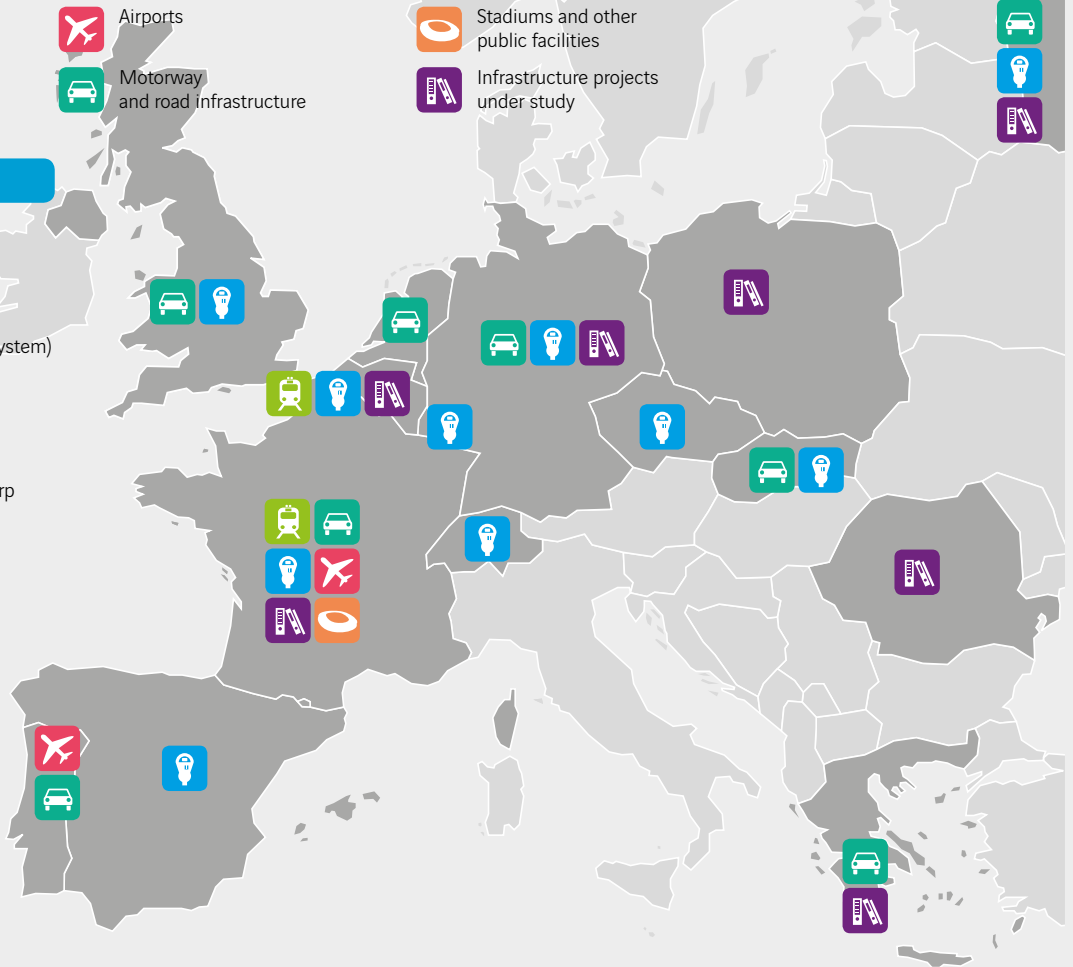 Airports
Motorway
and road infrastructure
Stadiums and other
public facilities
Infrastructure projects
under study
ystem)
rp